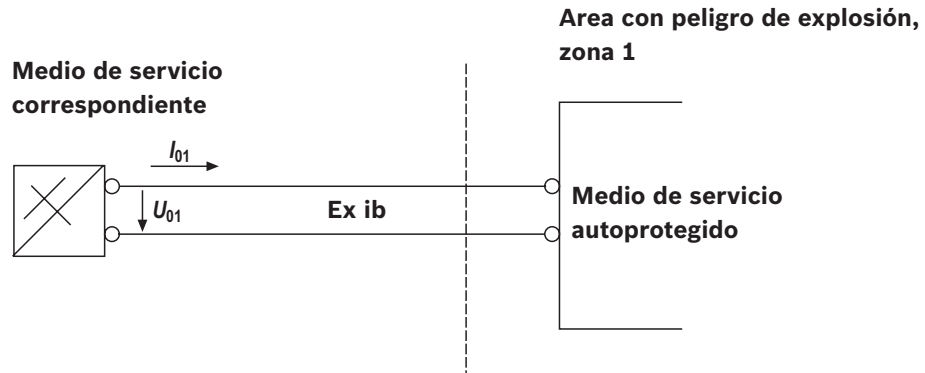 Area con peligro de explosión,
zona 1
Medio de servicio
correspondiente
I01
U01
Ex ib
Medio de servicio
autoprotegido